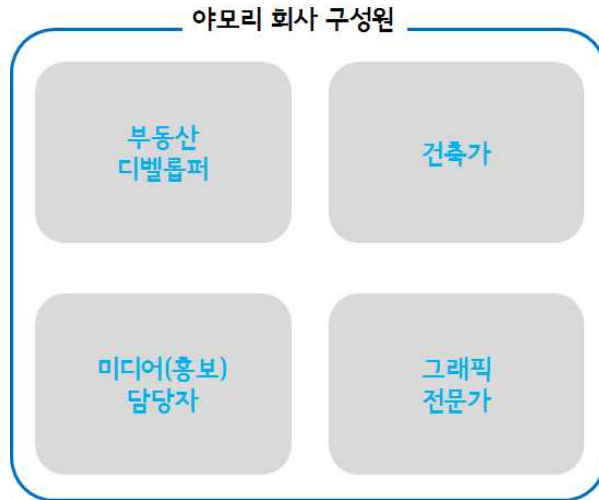 야모리 회사 구성원
부동산
디벨롭퍼
건축가
미디어(홍보)
담당자
그래픽
전문가